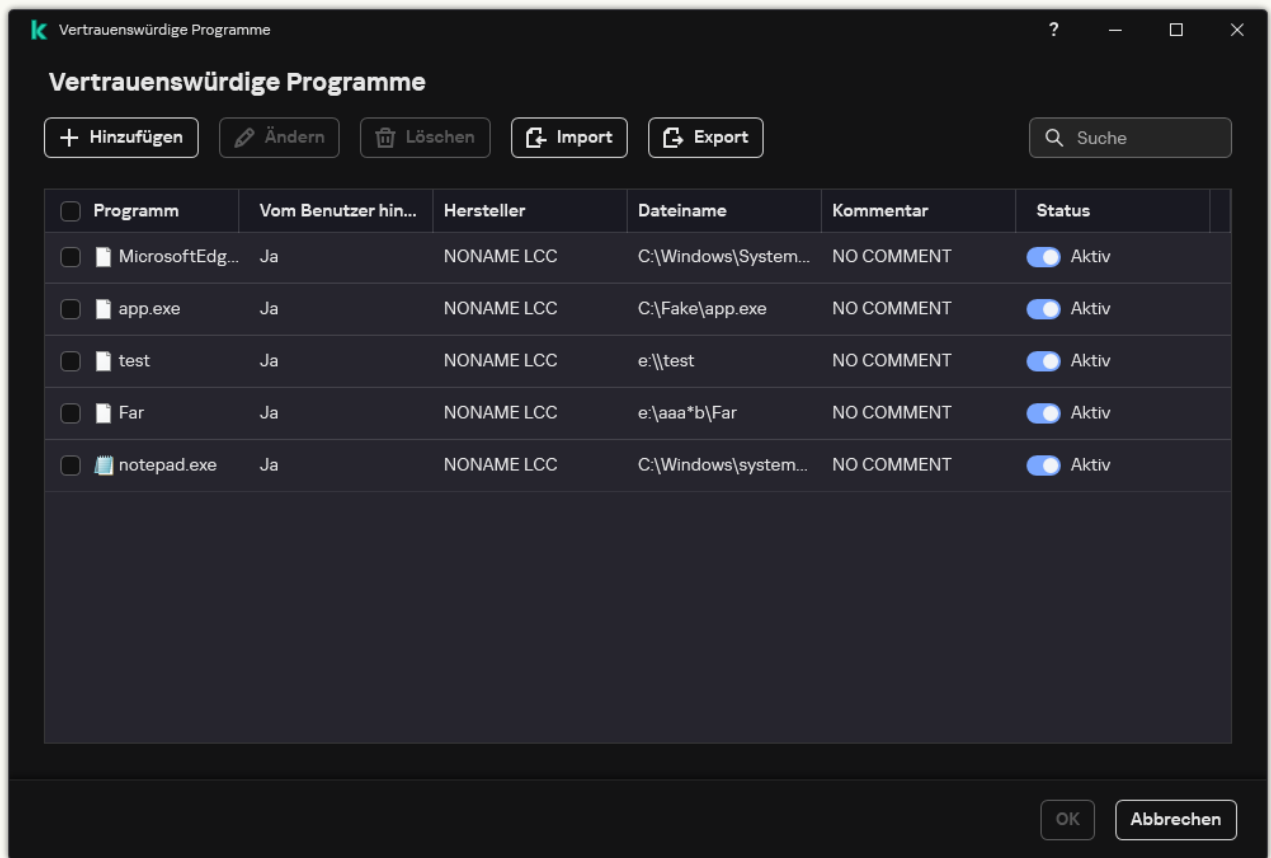 Vertrauenswürdige Programme ?
Vertrauenswürdige Programme
Hinzufügen Ändern Löschen Import Export Suche
Programm Vom Benutzer hin... Hersteller Dateiname Kommentar Status
MicrosoftEdg... Ja NONAME LCC C:\Windows\System... NO COMMENT Aktiv
app.exe Ja NONAME LCC C:\Fake\app.exe NO COMMENT Aktiv
test Ja NONAME LCC e:\\test NO COMMENT Aktiv
Far Ja NONAME LCC e:\aaa*b\Far NO COMMENT Aktiv
notepad.exe Ja NONAME LCC C:\Windows\system... NO COMMENT Aktiv
OK Abbrechen